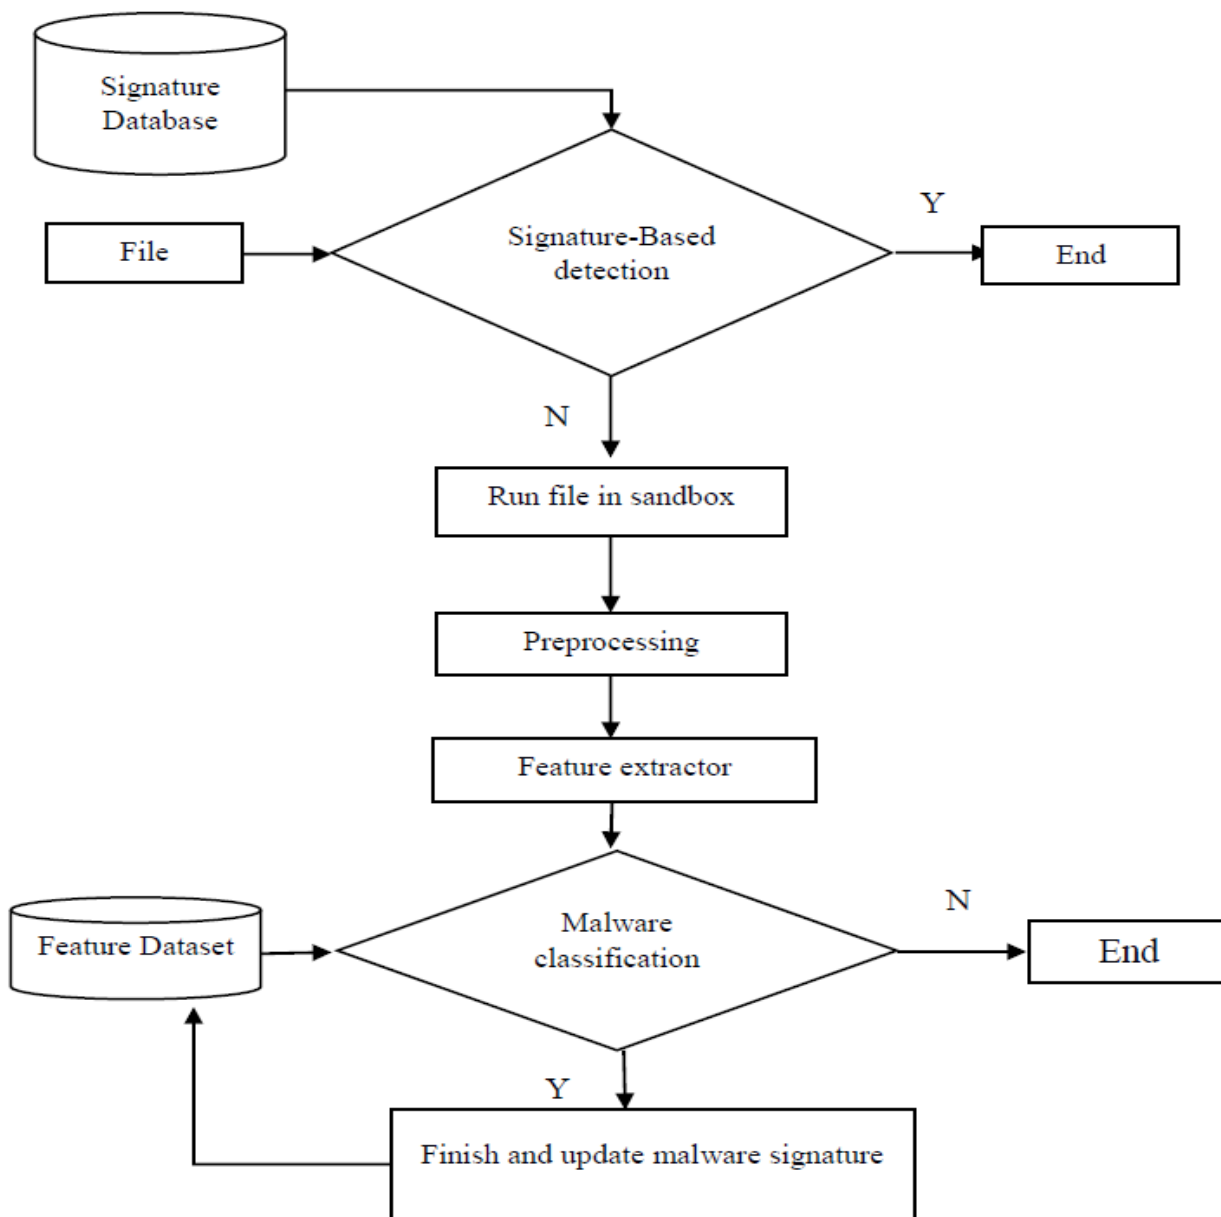 Signature
Database
File
Signature-Based
detection
Y
End
N
Run file in sandbox
Preprocessing
Feature extractor
Feature Dataset
Malware
classification
N
End
Y
Finish and update malware signature